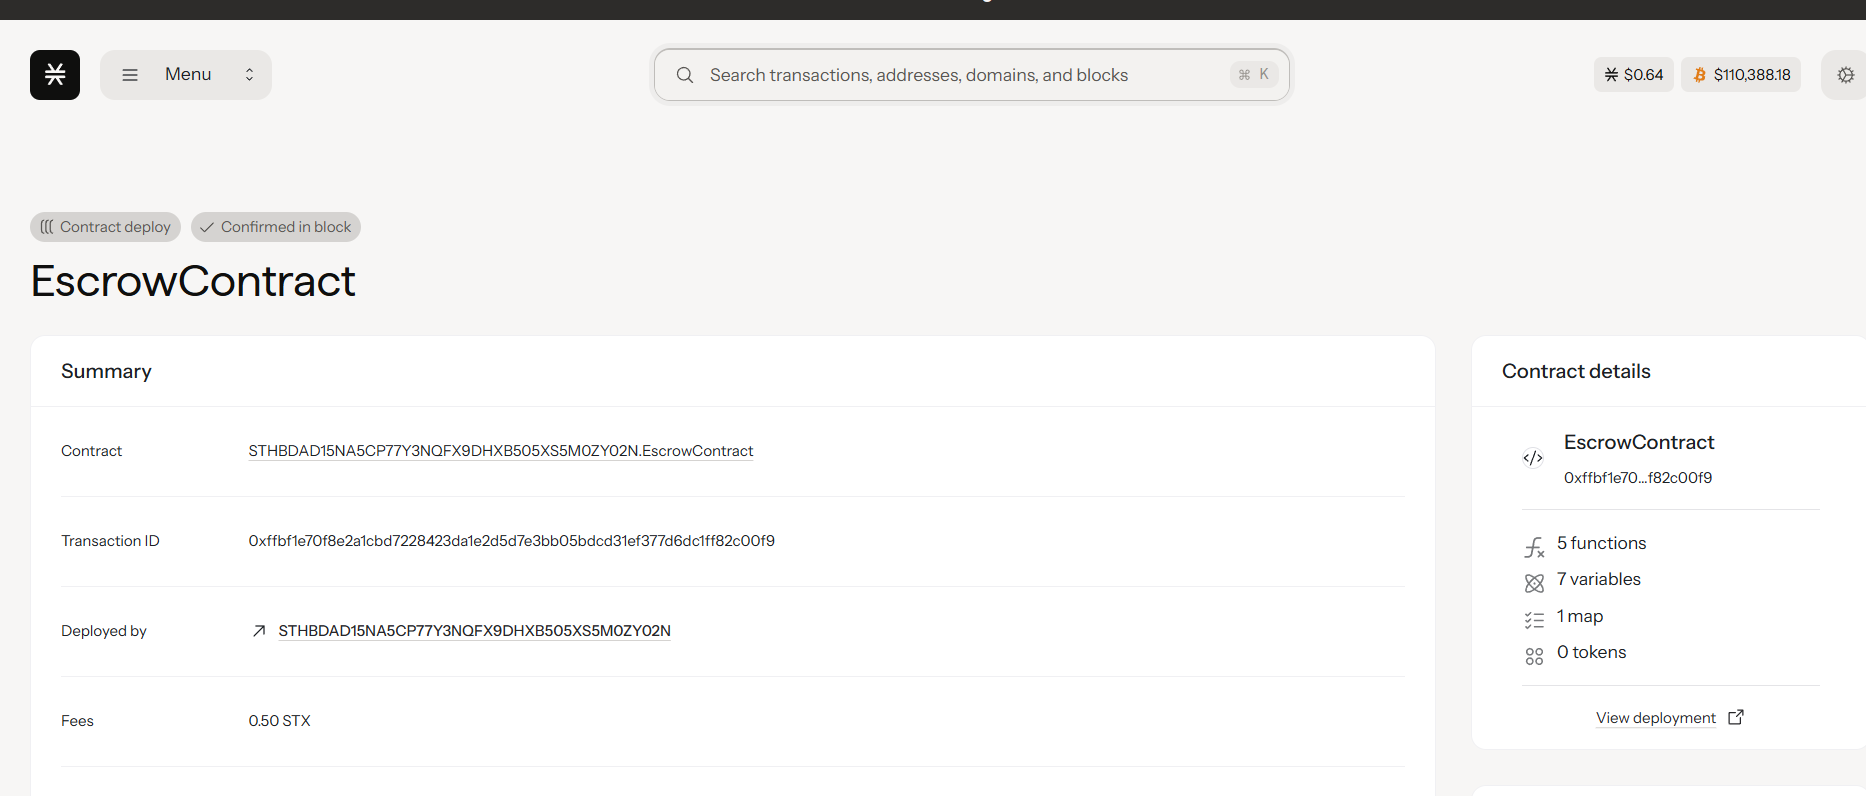 Menu
Search transactions, addresses, domains, and blocks
⌘ K
$0.64
$110,388.18
Contract deploy
Confirmed in block
EscrowContract
Summary
Contract
STHBDAD15NA5CP77Y3NQFX9DHXB505XS5M0ZY02N.EscrowContract
Transaction ID
0xffbf1e70f8e2a1cbd7228423da1e2d5d7e3bb05bdcd31ef377d6dc1ff82c00f9
Deployed by
STHBDAD15NA5CP77Y3NQFX9DHXB505XS5M0ZY02N
Fees
0.50 STX
Contract details
EscrowContract
0xffbf1e70...f82c00f9
5 functions
7 variables
1 map
0 tokens
View deployment